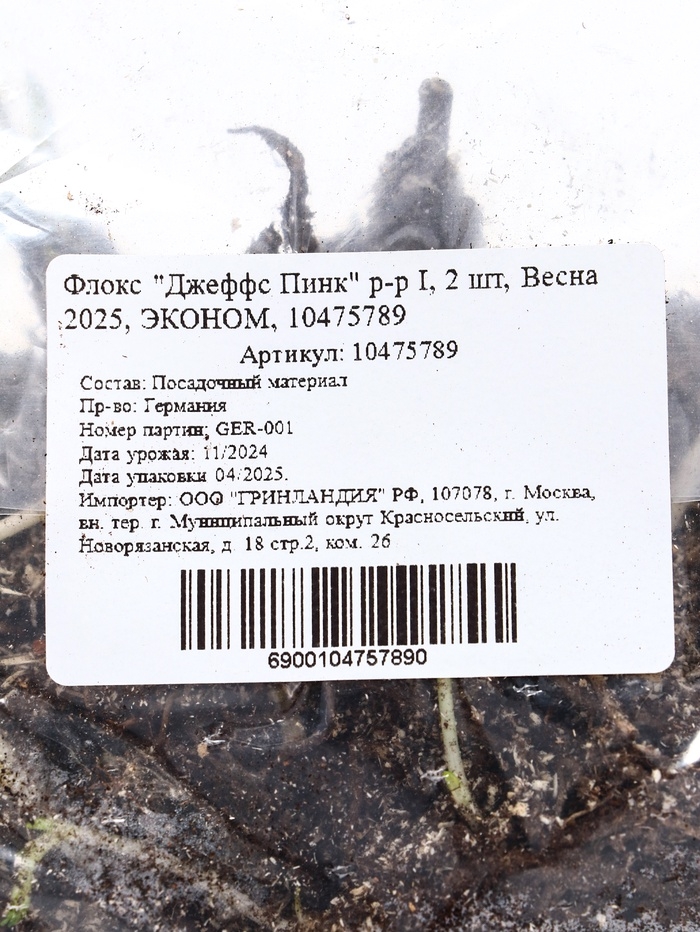 Флокс "Джеффс Пинк" р-р I, 2 шт, Весна
2025, ЭКОНОМ, 10475789
Артикул: 10475789
Состав: Посадочный материал
Пр-во: Германия
Номер партии: GER-001
Дата урожая: 11/2024
Дата упаковки 04/2025.
Импортер: ООО "ГРИНЛАНДИЯ" РФ, 107078, г. Москва,
вн. тер. г. Муниципальный округ Красносельский, ул.
Новорязанская, д. 18 стр.2, ком. 26
6900104757890